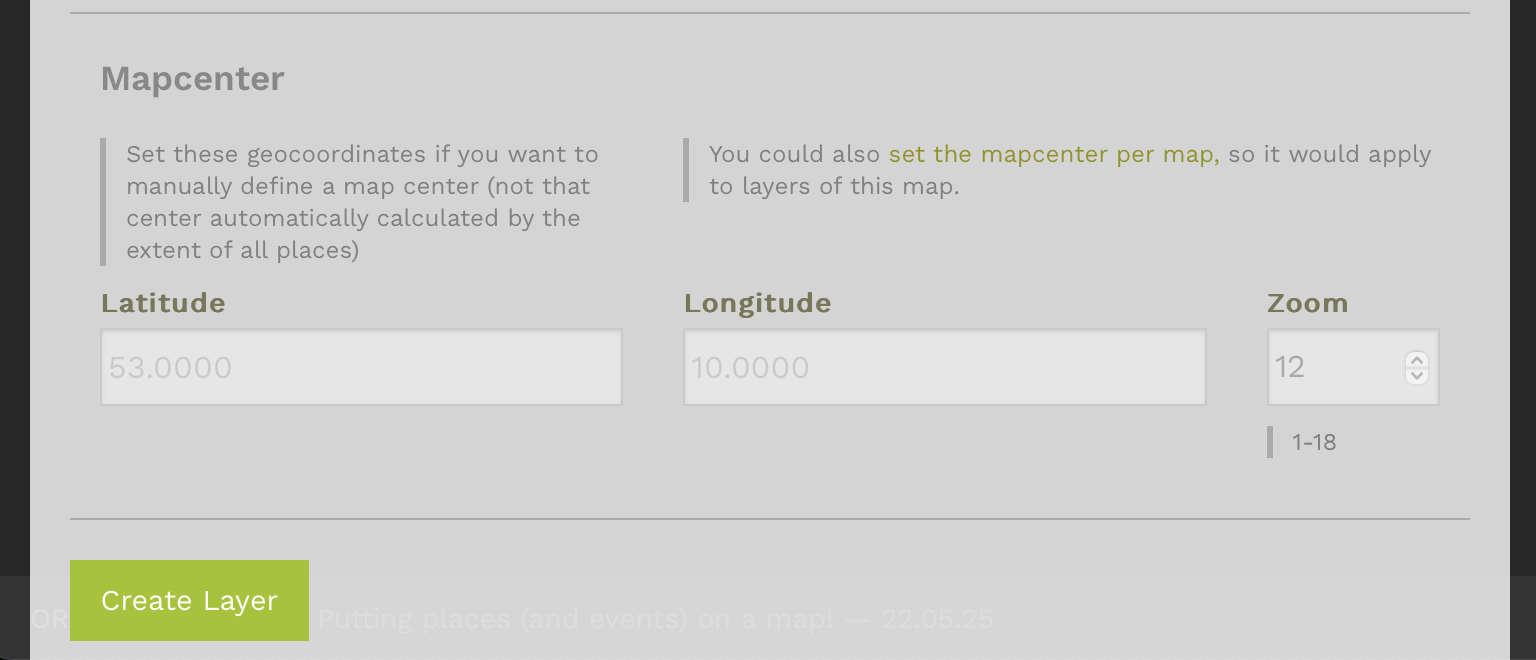 Mapcenter
Set these geocoordinates if you want to
manually define a map center (not that
center automatically calculated by the
extent of all places)
You could also set the mapcenter per map, so it would apply
to layers of this map.
Latitude
Longitude
Zoom
53.0000
10.0000
12
1-18
Create Layer
OR
Putting places (and events) on a map! — 22.05.25